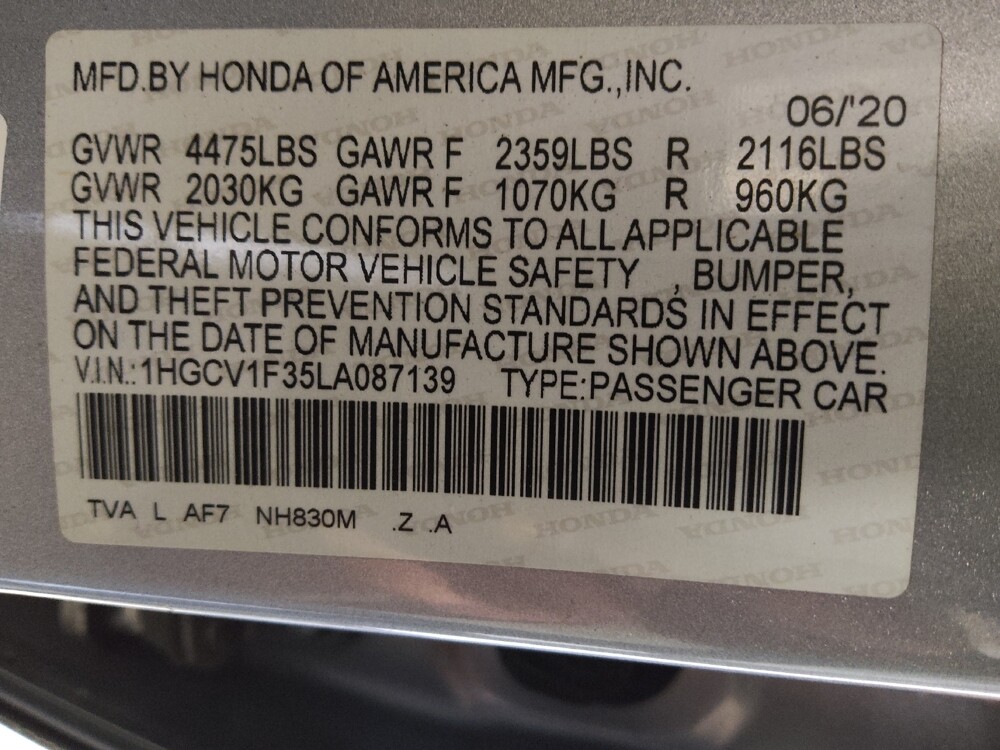 MFD.BY HONDA OF AMERICA MFG.,INC.
06/'20
GVWR 4475LBS GAWR F 2359LBS R 2116LBS
GVWR 2030KG GAWR F 1070KG R 960KG
THIS VEHICLE CONFORMS TO ALL APPLICABLE
FEDERAL MOTOR VEHICLE SAFETY , BUMPER,
AND THEFT PREVENTION STANDARDS IN EFFECT
ON THE DATE OF MANUFACTURE SHOWN ABOVE.
V.I.N.:1HGCV1F35LA087139 TYPE:PASSENGER CAR
TVA L AF7 NH830M .Z .A